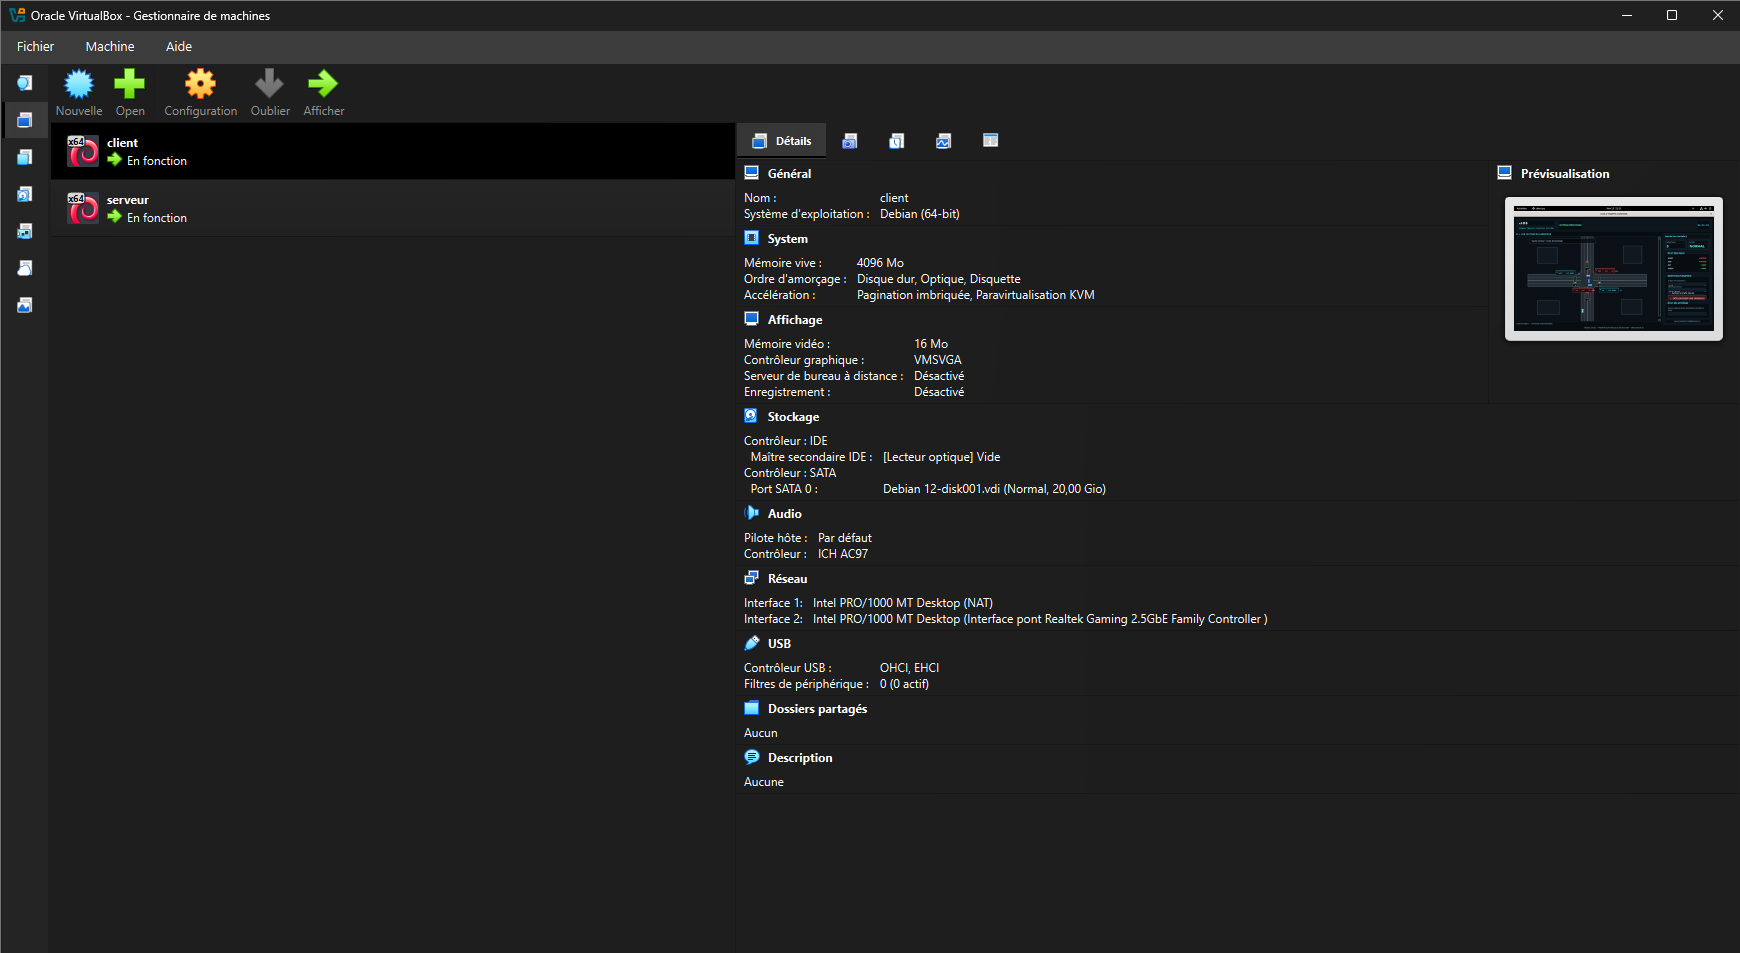 Oracle VirtualBox - Gestionnaire de machines
Fichier Machine Aide
Nouvelle Open Configuration Oublier Afficher
x64 client
En fonction
x64 serveur
En fonction
Détails
Général
Nom : client
Système d'exploitation : Debian (64-bit)
System
Mémoire vive : 4096 Mo
Ordre d'amorçage : Disque dur, Optique, Disquette
Accélération : Pagination imbriquée, Paravirtualisation KVM
Affichage
Mémoire vidéo : 16 Mo
Contrôleur graphique : VMSVGA
Serveur de bureau à distance : Désactivé
Enregistrement : Désactivé
Stockage
Contrôleur : IDE
Maître secondaire IDE : [Lecteur optique] Vide
Contrôleur : SATA
Port SATA 0 : Debian 12-disk001.vdi (Normal, 20,00 Gio)
Audio
Pilote hôte : Par défaut
Contrôleur : ICH AC97
Réseau
Interface 1: Intel PRO/1000 MT Desktop (NAT)
Interface 2: Intel PRO/1000 MT Desktop (Interface pont Realtek Gaming 2.5GbE Family Controller )
USB
Contrôleur USB : OHCI, EHCI
Filtres de périphérique : 0 (0 actif)
Dossiers partagés
Aucun
Description
Aucune
Prévisualisation
NORMAL